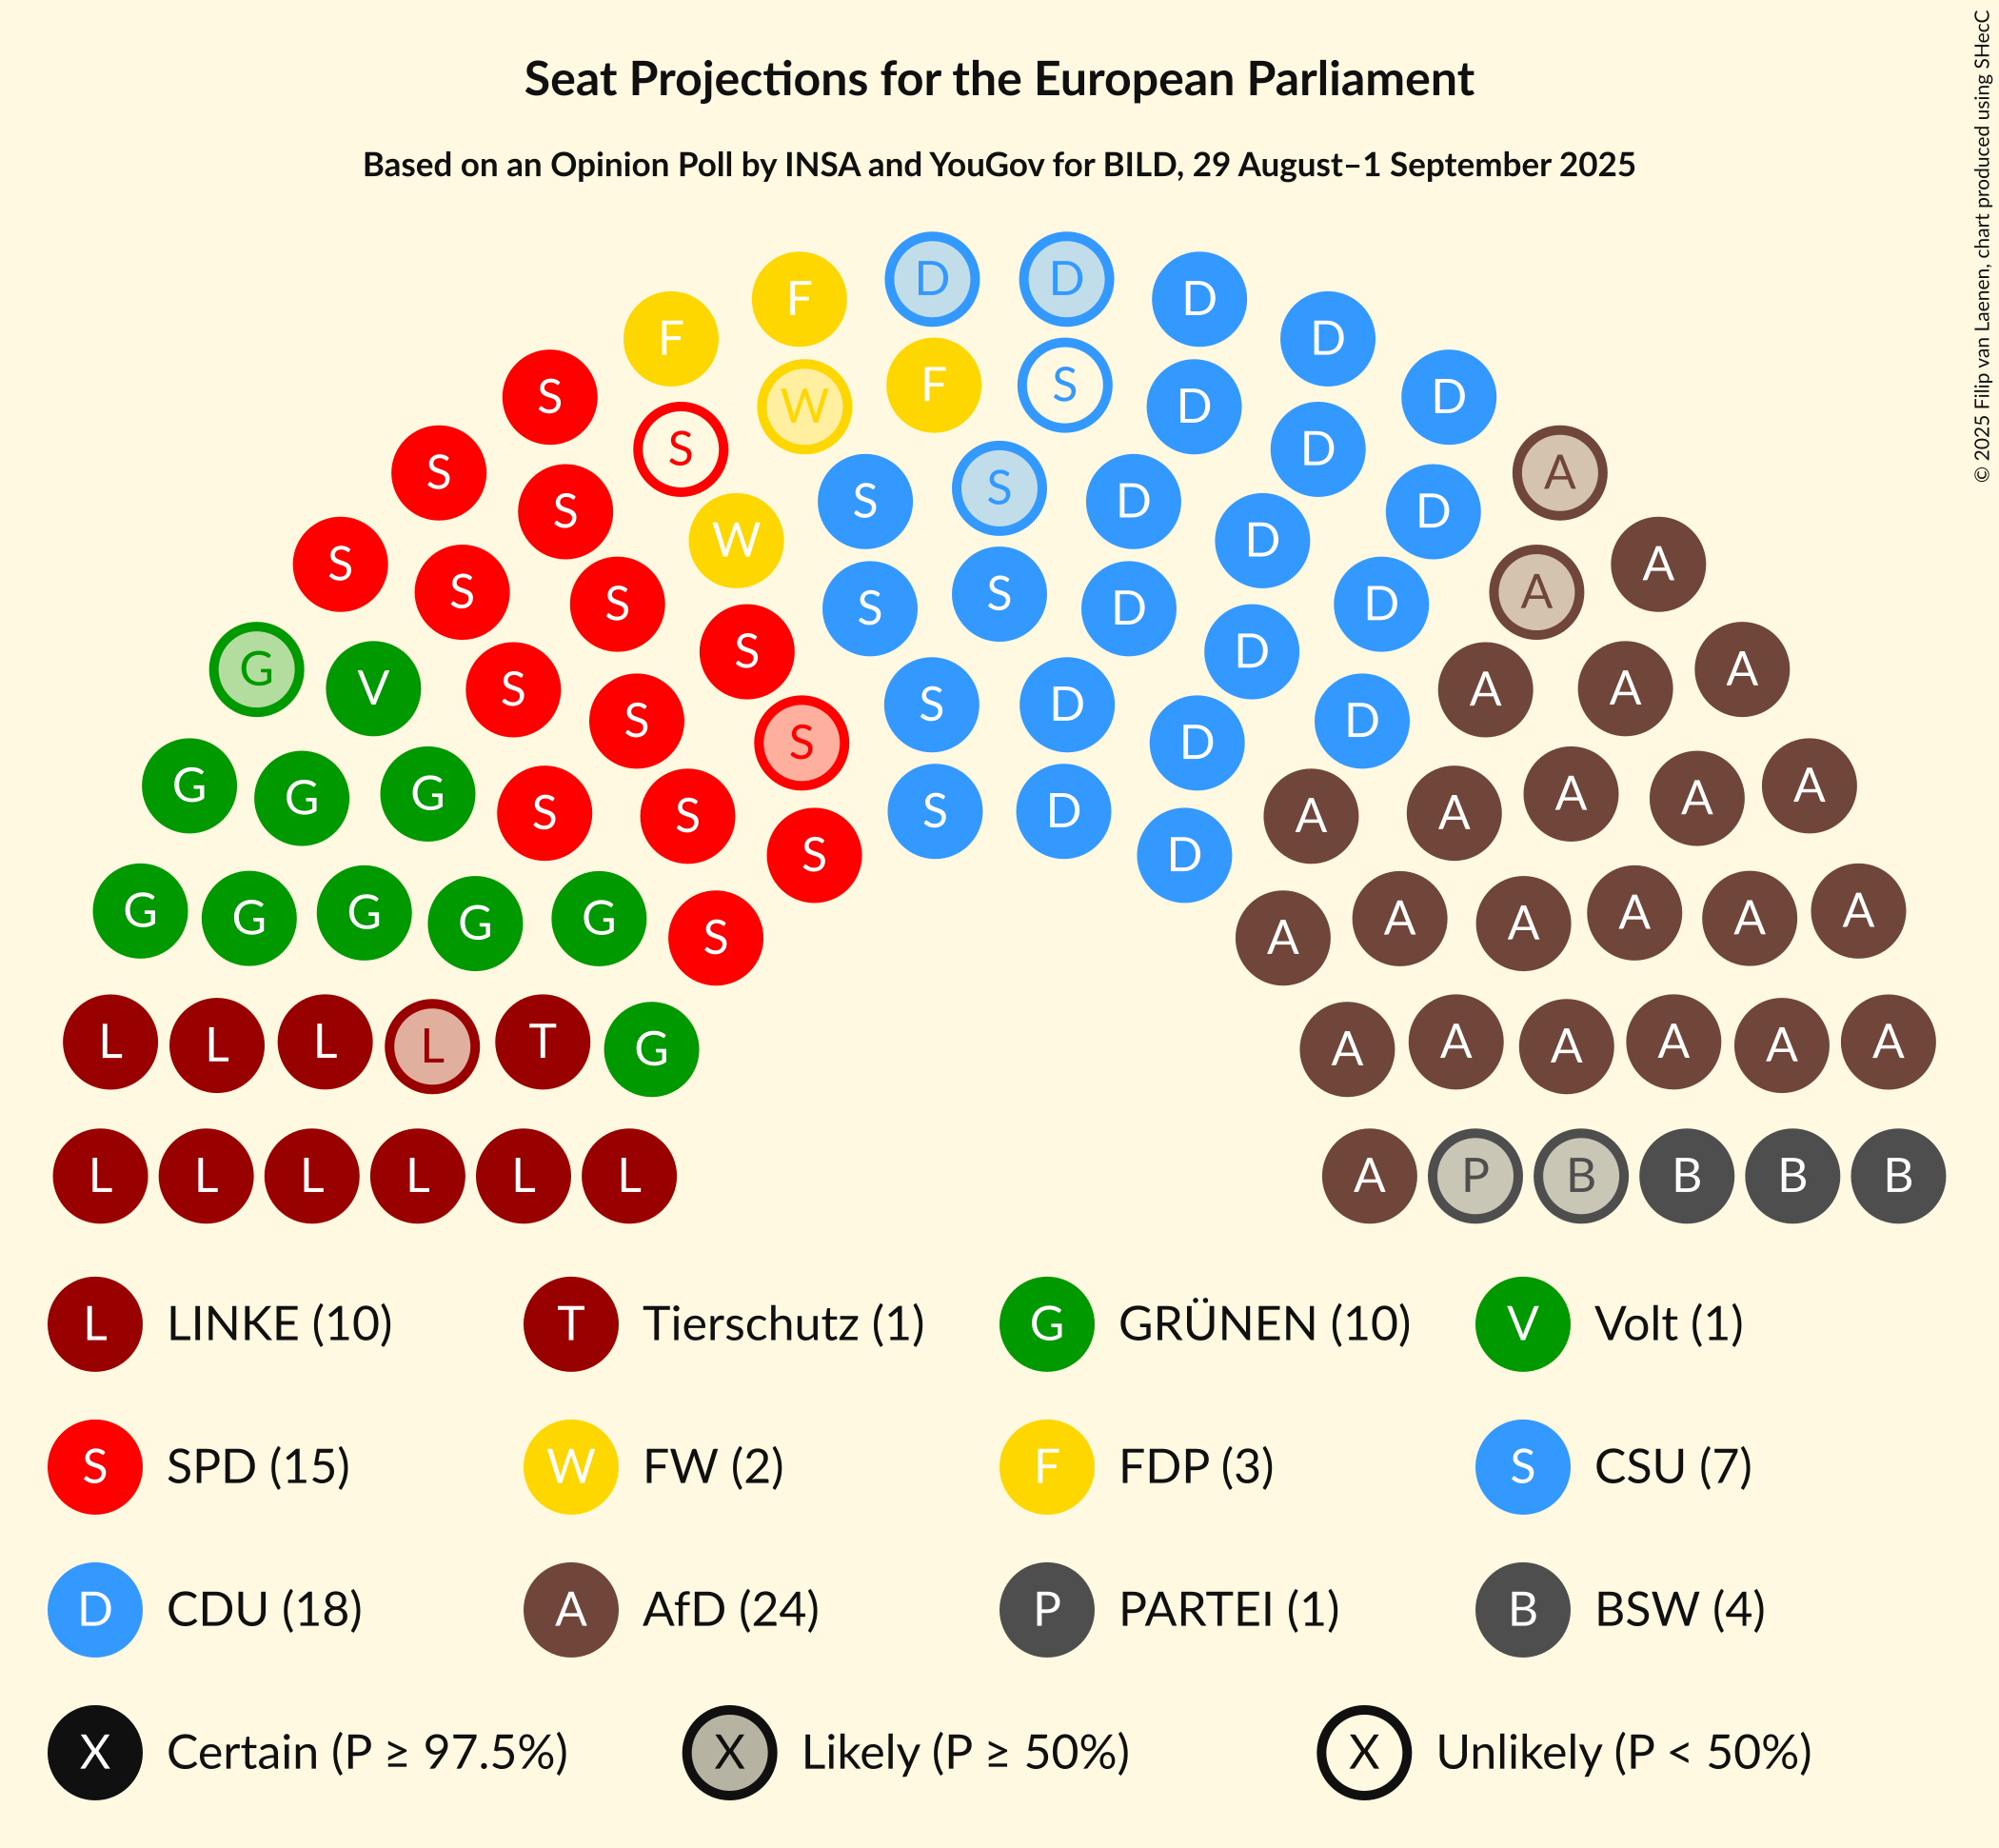 Seat Projections for the European Parliament
Based on an Opinion Poll by INSA and YouGov for BILD, 29 August–1 September 2025
© 2025 Filip van Laenen, chart produced using SHecC
D D
F D
F D
S S D
F S
W D
S S D
A
S W S S D D D
S S A A
S S D D D
G V S S S D D A A A
S S D D
G G G S S S D A A A A A
S D
G G G G G S A A A A A A
L L L L T G A A A A A A
L L L L L L A P B B B B
L LINKE (10) T Tierschutz (1) G GRÜNEN (10) V Volt (1)
S SPD (15) W FW (2) F FDP (3) S CSU (7)
D CDU (18) A AfD (24) P PARTEI (1) B BSW (4)
X Certain (P ≥ 97.5%) X Likely (P ≥ 50%) X Unlikely (P < 50%)